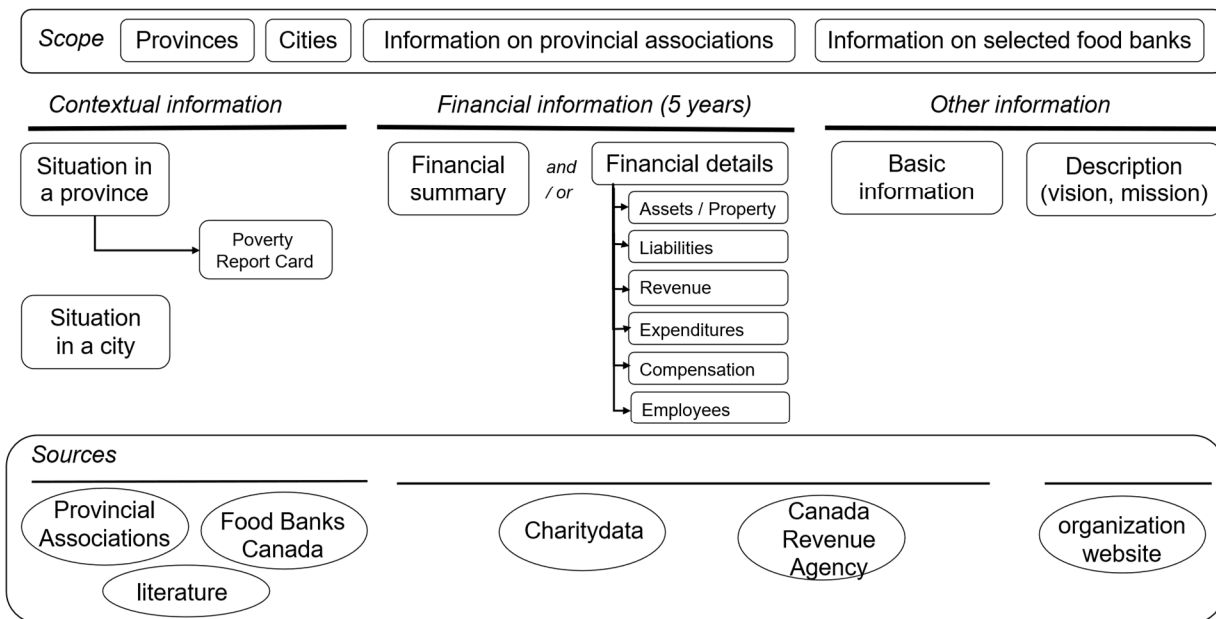 Scope
Provinces
Cities
Information on provincial associations
Information on selected food banks
Contextual information
Financial information (5 years)
Other information
Situation in
a province
Poverty
Report Card
Situation
in a city
Financial
summary
and
/ or
Financial details
Assets / Property
Liabilities
Revenue
Expenditures
Compensation
Employees
Basic
information
Description
(vision, mission)
Sources
Provincial
Associations
Food Banks
Canada
literature
Charitydata
Canada
Revenue
Agency
organization
website